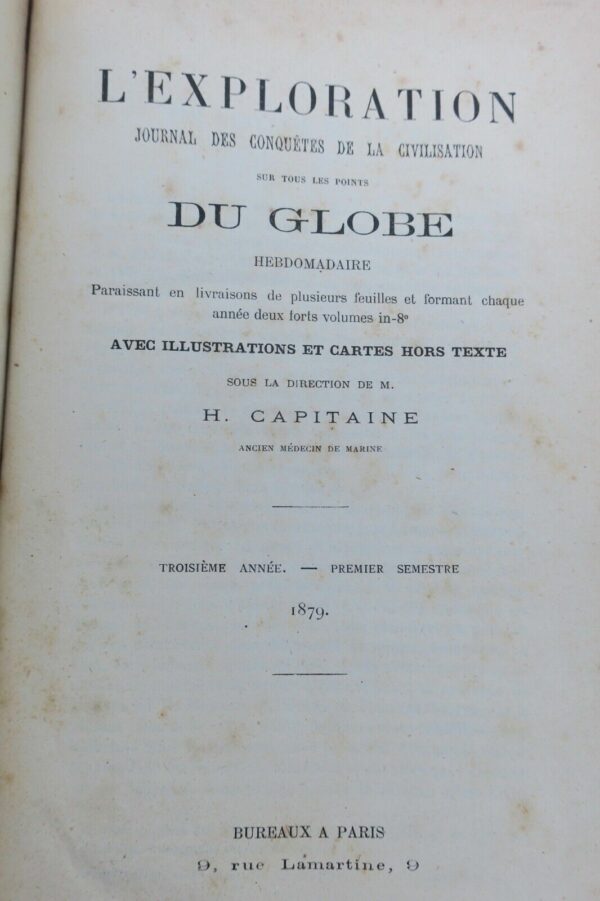 L'EXPLORATION
JOURNAL DES CONQUÊTES DE LA CIVILISATION
SUR TOUS LES POINTS
DU GLOBE
HEBDOMADAIRE
Paraissant en livraisons de plusieurs feuilles et formant chaque
année deux forts volumes in-8º
AVEC ILLUSTRATIONS ET CARTES HORS TEXTE
SOUS LA DIRECTION DE M.
H. CAPITAINE
ANCIEN MÉDECIN DE MARINE
TROISIÈME ANNÉE. — PREMIER SEMESTRE
1879.
BUREAUX A PARIS
9, rue Lamartine, 9